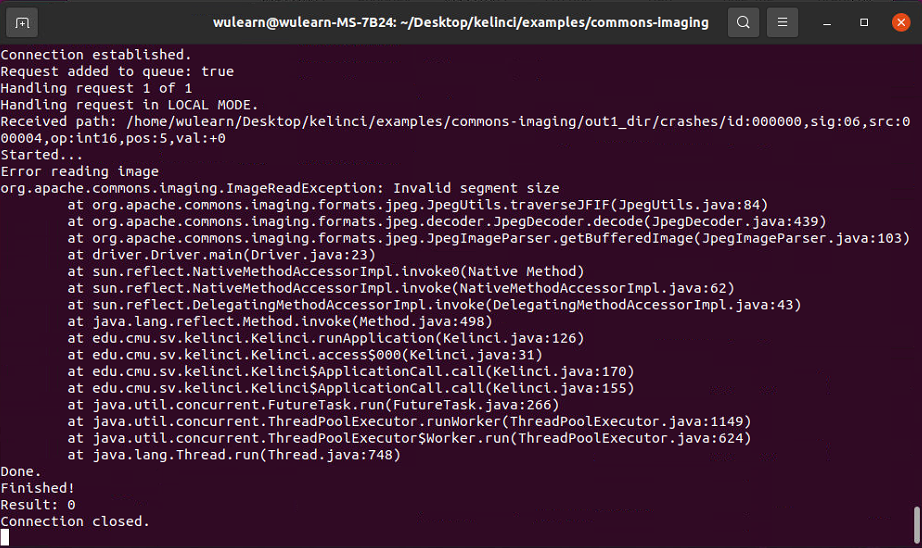 wulearn@wulearn-MS-7B24: ~/Desktop/kelinci/examples/commons-imaging
Connection established.
Request added to queue: true
Handling request 1 of 1
Handling request in LOCAL MODE.
Received path: /home/wulearn/Desktop/kelinci/examples/commons-imaging/out1_dir/crashes/id:000000,sig:06,src:0
00004,op:int16,pos:5,val:+0
Started...
Error reading image
org.apache.commons.imaging.ImageReadException: Invalid segment size
        at org.apache.commons.imaging.formats.jpeg.JpegUtils.traverseJFIF(JpegUtils.java:84)
        at org.apache.commons.imaging.formats.jpeg.decoder.JpegDecoder.decode(JpegDecoder.java:439)
        at org.apache.commons.imaging.formats.jpeg.JpegImageParser.getBufferedImage(JpegImageParser.java:103)
        at driver.Driver.main(Driver.java:23)
        at sun.reflect.NativeMethodAccessorImpl.invoke0(Native Method)
        at sun.reflect.NativeMethodAccessorImpl.invoke(NativeMethodAccessorImpl.java:62)
        at sun.reflect.DelegatingMethodAccessorImpl.invoke(DelegatingMethodAccessorImpl.java:43)
        at java.lang.reflect.Method.invoke(Method.java:498)
        at edu.cmu.sv.kelinci.Kelinci.runApplication(Kelinci.java:126)
        at edu.cmu.sv.kelinci.Kelinci.access$000(Kelinci.java:31)
        at edu.cmu.sv.kelinci.Kelinci$ApplicationCall.call(Kelinci.java:170)
        at edu.cmu.sv.kelinci.Kelinci$ApplicationCall.call(Kelinci.java:155)
        at java.util.concurrent.FutureTask.run(FutureTask.java:266)
        at java.util.concurrent.ThreadPoolExecutor.runWorker(ThreadPoolExecutor.java:1149)
        at java.util.concurrent.ThreadPoolExecutor$Worker.run(ThreadPoolExecutor.java:624)
        at java.lang.Thread.run(Thread.java:748)
Done.
Finished!
Result: 0
Connection closed.